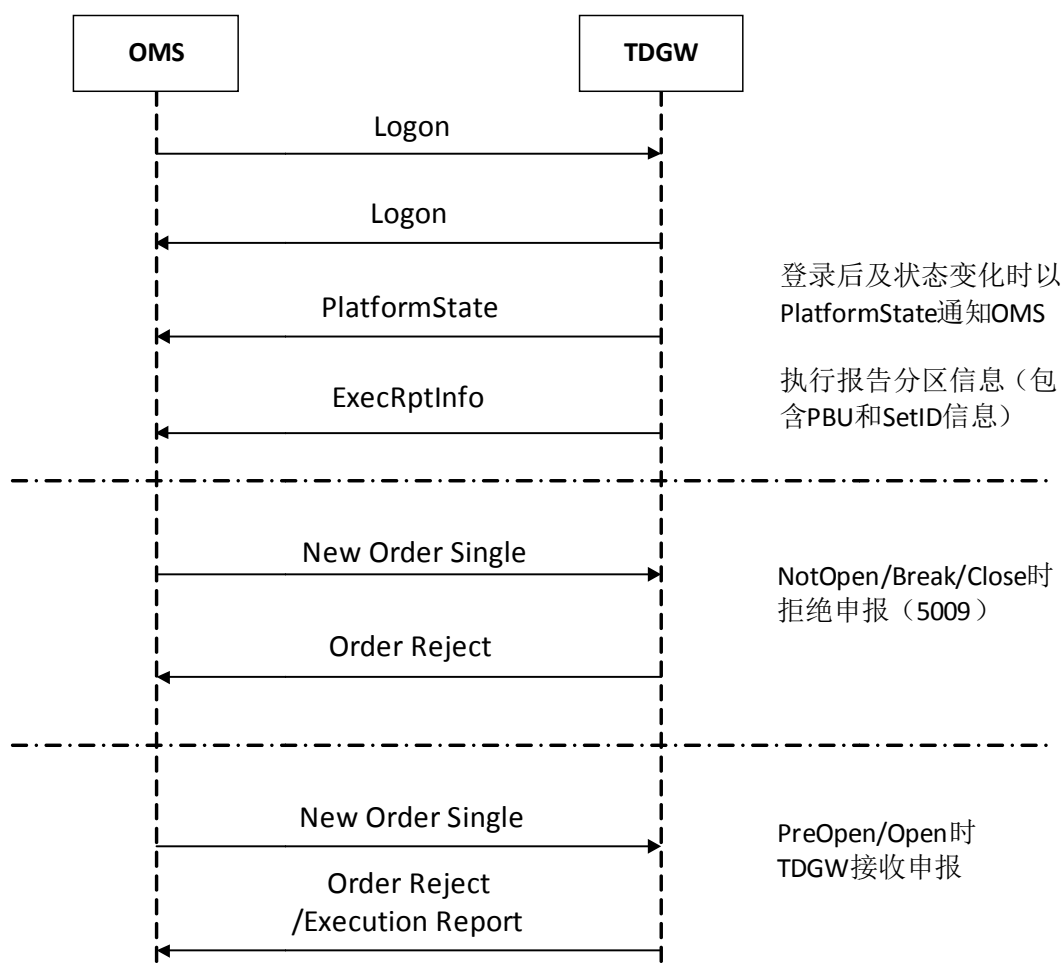 OMS
TDGW
Logon
Logon
登录后及状态变化时以
PlatformState通知OMS
PlatformState
执行报告分区信息（包
含PBU和SetID信息）
ExecRptInfo
New Order Single
NotOpen/Break/Close时
拒绝申报（5009）
Order Reject
New Order Single
PreOpen/Open时
TDGW接收申报
Order Reject
/Execution Report